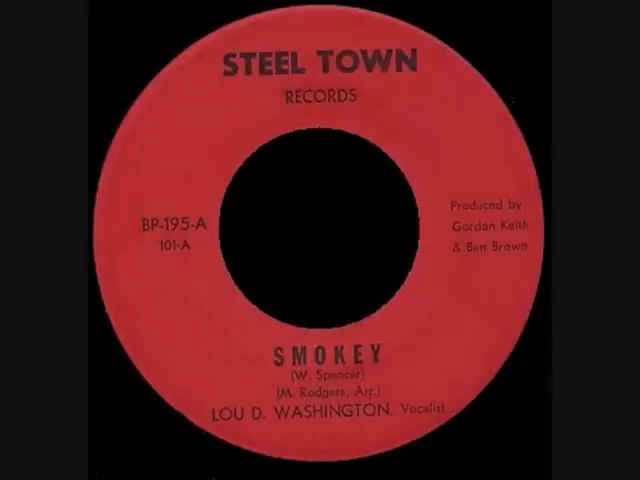 STEEL TOWN
RECORDS
BP-195-A
101-A
Produced by:
Gordon Keith
& Ben Brown
SMOKEY
(W. Spencer)
(M. Rodgers, Arr.)
LOU D. WASHINGTON, Vocalist